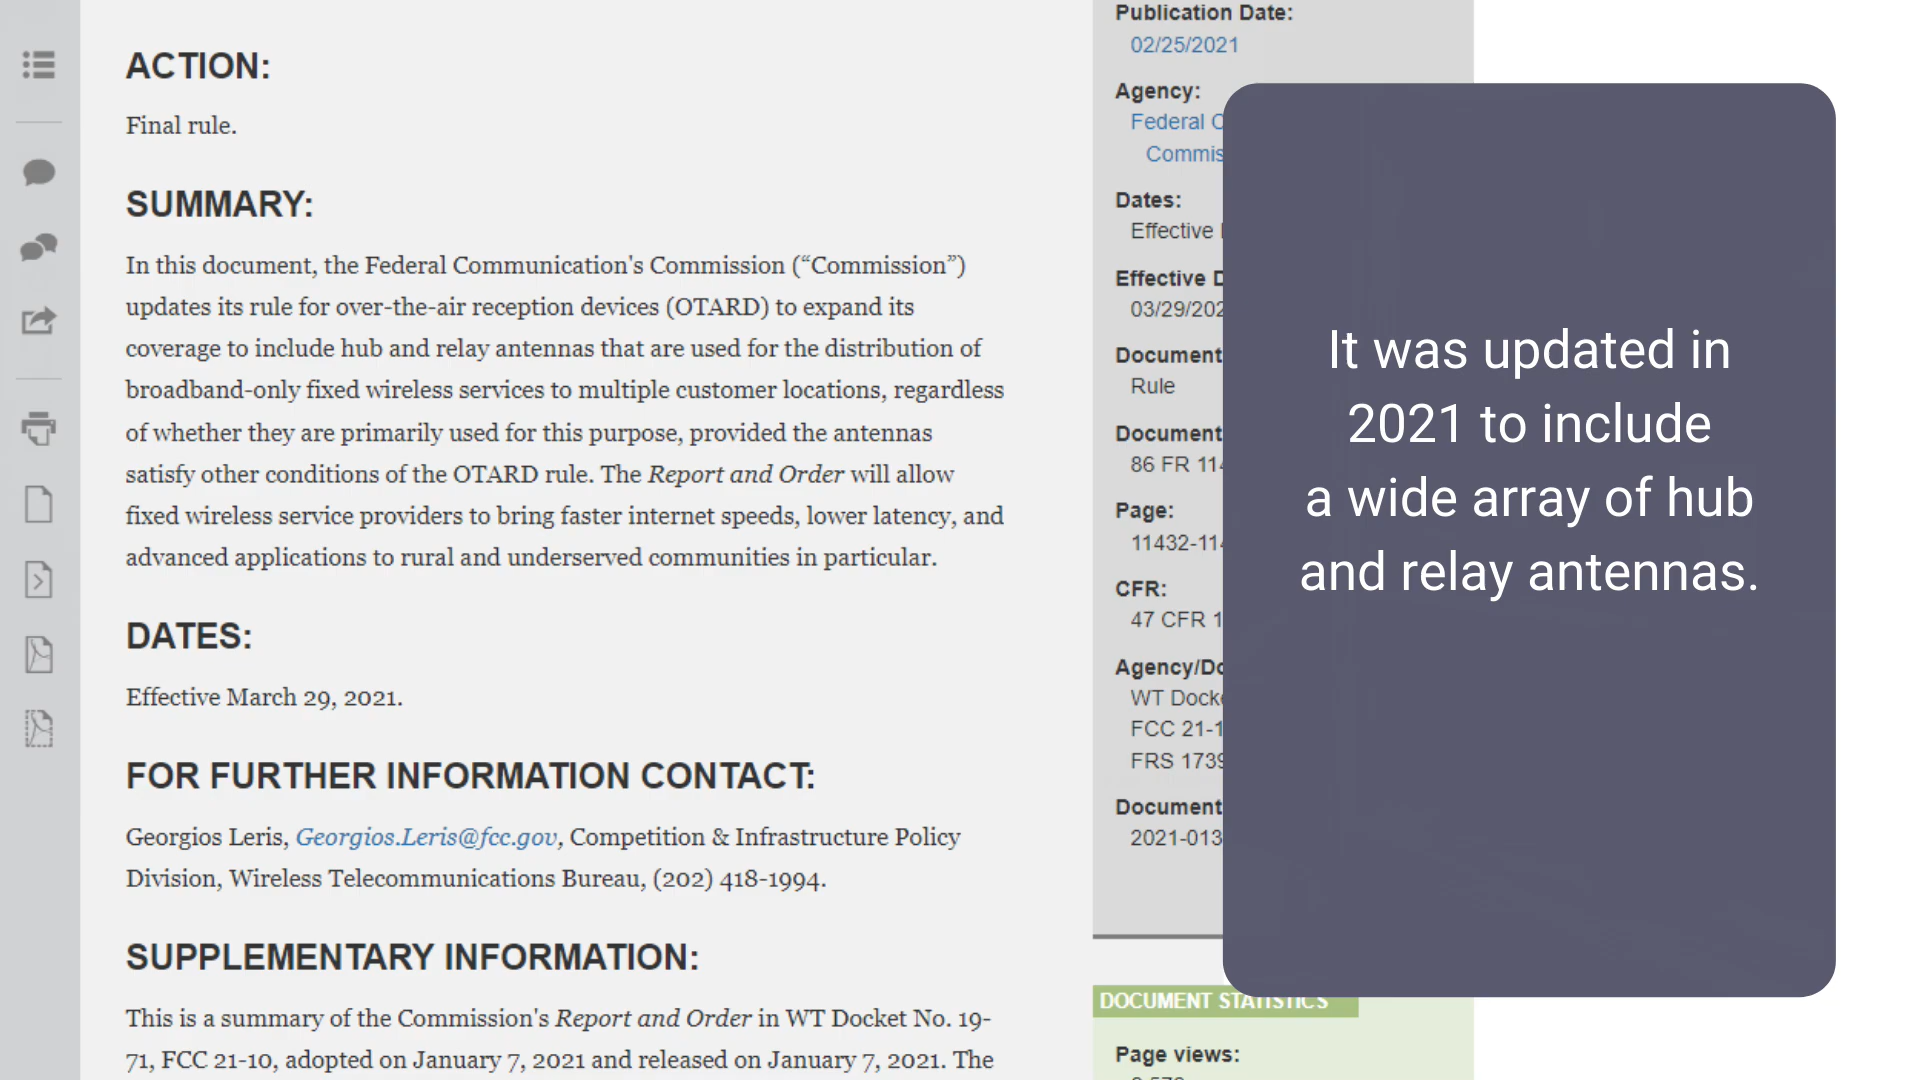 ACTION:
Final rule.
SUMMARY:
In this document, the Federal Communication's Commission (“Commission”)
updates its rule for over-the-air reception devices (OTARD) to expand its
coverage to include hub and relay antennas that are used for the distribution of
broadband-only fixed wireless services to multiple customer locations, regardless
of whether they are primarily used for this purpose, provided the antennas
satisfy other conditions of the OTARD rule. The Report and Order will allow
fixed wireless service providers to bring faster internet speeds, lower latency, and
advanced applications to rural and underserved communities in particular.
DATES:
Effective March 29, 2021.
FOR FURTHER INFORMATION CONTACT:
Georgios Leris, Georgios.Leris@fcc.gov, Competition & Infrastructure Policy
Division, Wireless Telecommunications Bureau, (202) 418-1994.
SUPPLEMENTARY INFORMATION:
This is a summary of the Commission's Report and Order in WT Docket No. 19-
71, FCC 21-10, adopted on January 7, 2021 and released on January 7, 2021. The
Publication Date:
02/25/2021
Agency:
Federal
Dates:
Effective
Effective
03/29/202
Document
Rule
Document
86 FR
Page:
11432-11
CFR:
47 CFR 1
WT
FCC 21-1
FRS 1739
Document
2021-013
DOCUMENT STATISTICS
Page views:
It was updated in
2021 to include
a wide array of hub
and relay antennas.